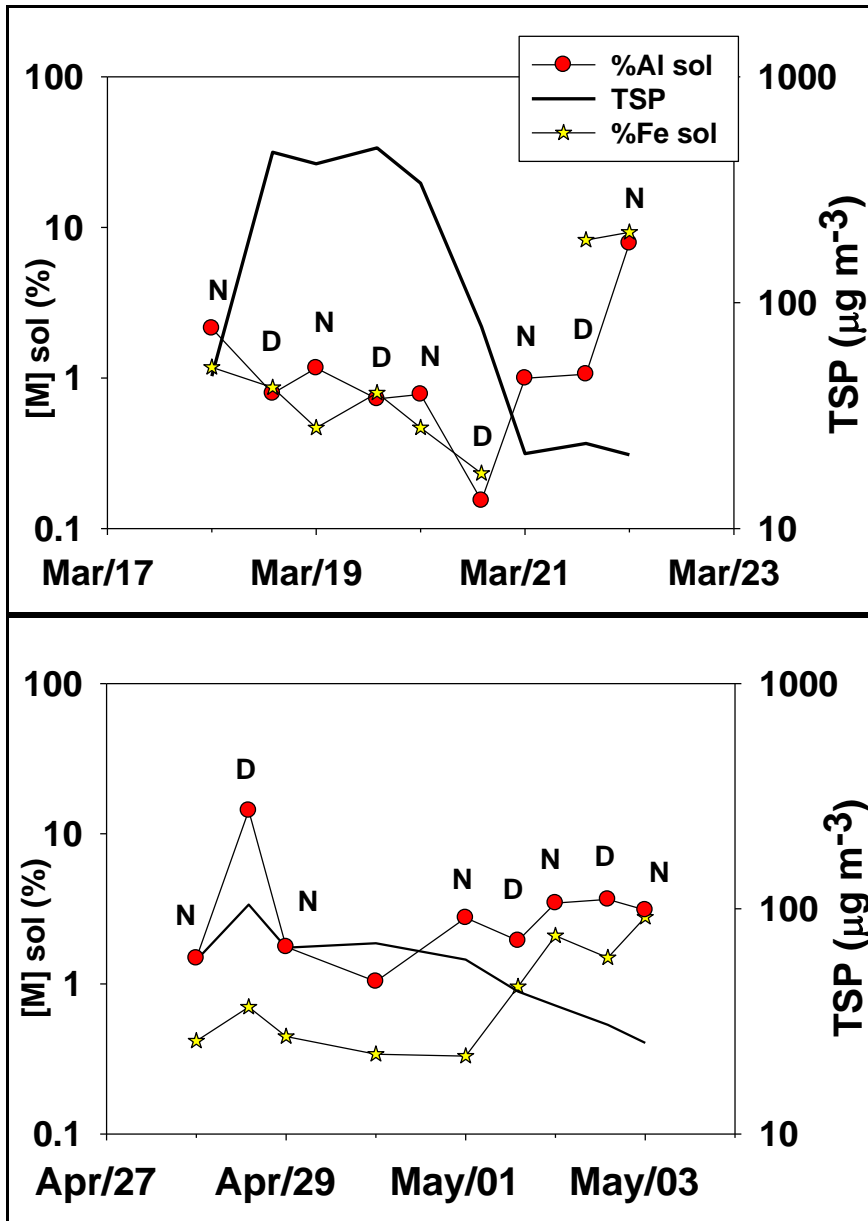 %Al sol
TSP
%Fe sol
100
10
1
0.1
[M] sol (%)
1000
100
10
TSP (μg m-3)
N
D
N
D
N
D
N
D
N
Mar/17
Mar/19
Mar/21
Mar/23
100
10
1
0.1
[M] sol (%)
1000
100
10
TSP (μg m-3)
N
D
N
N
D
N
D
N
Apr/27
Apr/29
May/01
May/03